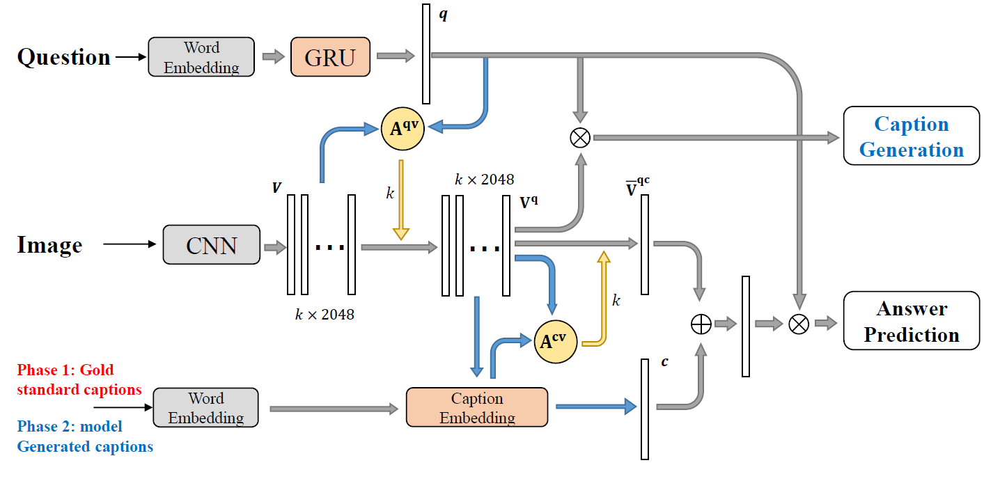 q
Question
Word
Embedding
GRU
A^qv
Caption
Generation
V
k
k × 2048
V^q
V̅^qc
Image
CNN
...
...
k × 2048
k
Answer
Prediction
A^cv
Phase 1: Gold
standard captions
Phase 2: model
Generated captions
Word
Embedding
Caption
Embedding
c